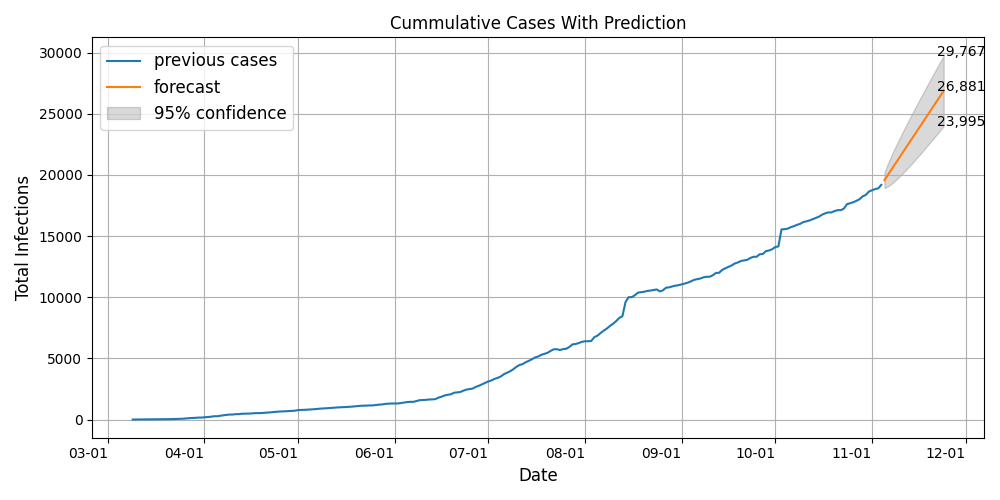 Cummulative Cases With Prediction
30000
25000
20000
15000
10000
5000
0
Total Infections
previous cases
forecast
95% confidence
29,767
26,881
23,995
03-01 04-01 05-01 06-01 07-01 08-01 09-01 10-01 11-01 12-01
Date